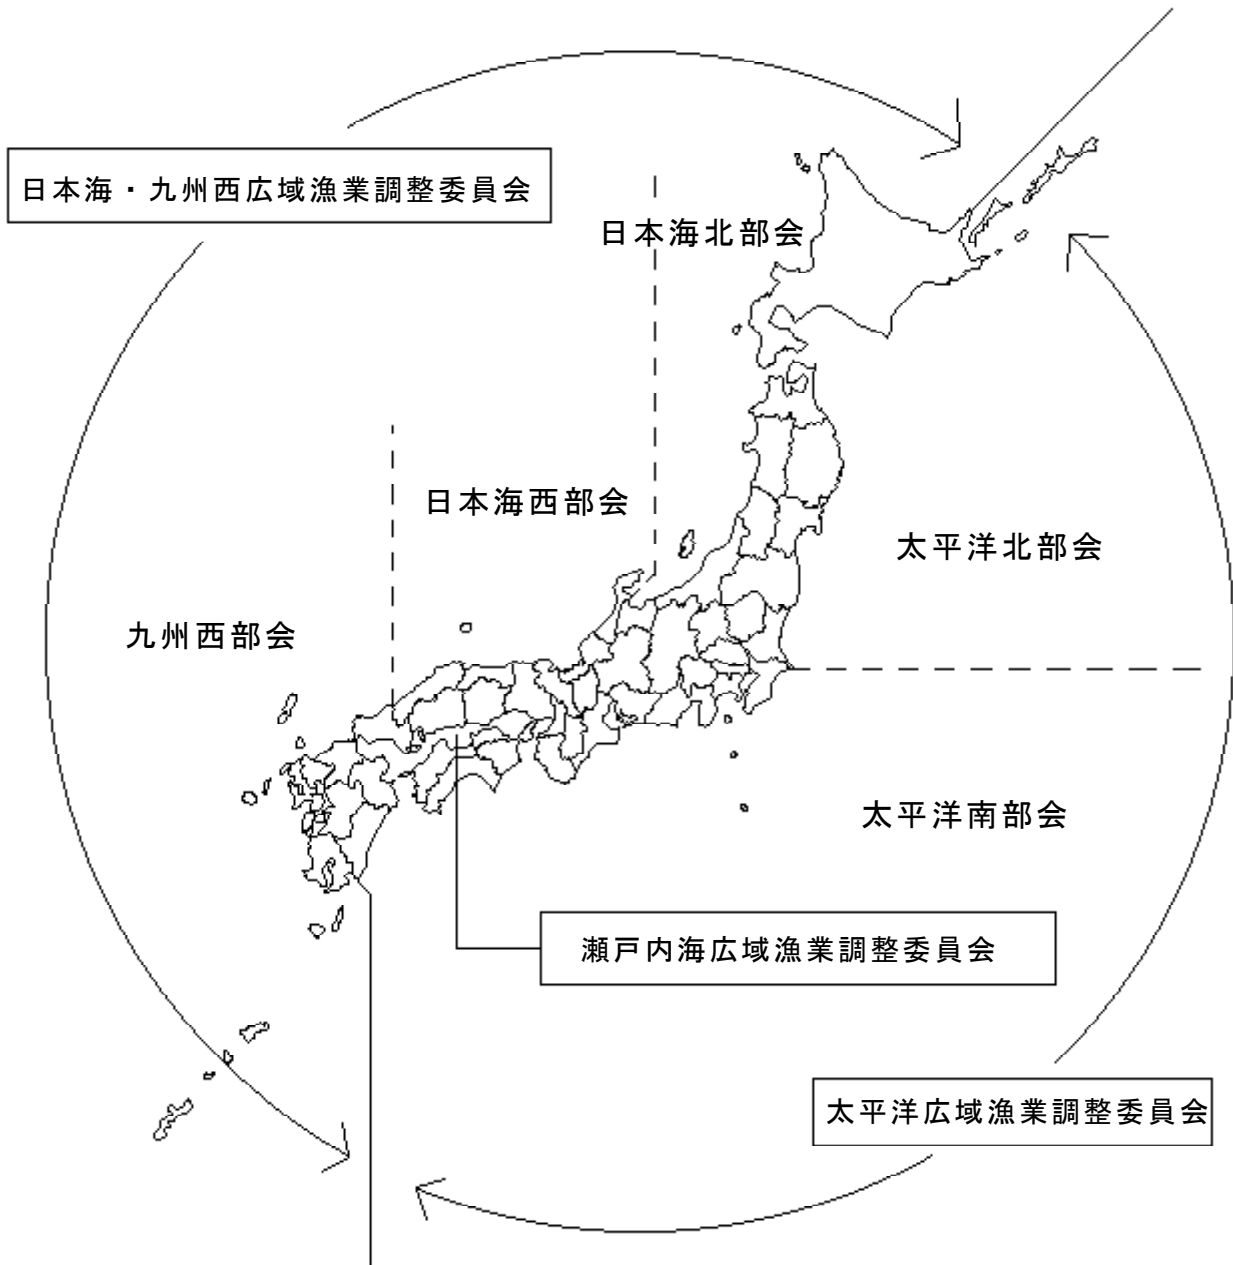 日本海・九州西広域漁業調整委員会
日本海北部会
日本海西部会
太平洋北部会
九州西部会
太平洋南部会
瀬戸内海広域漁業調整委員会
太平洋広域漁業調整委員会